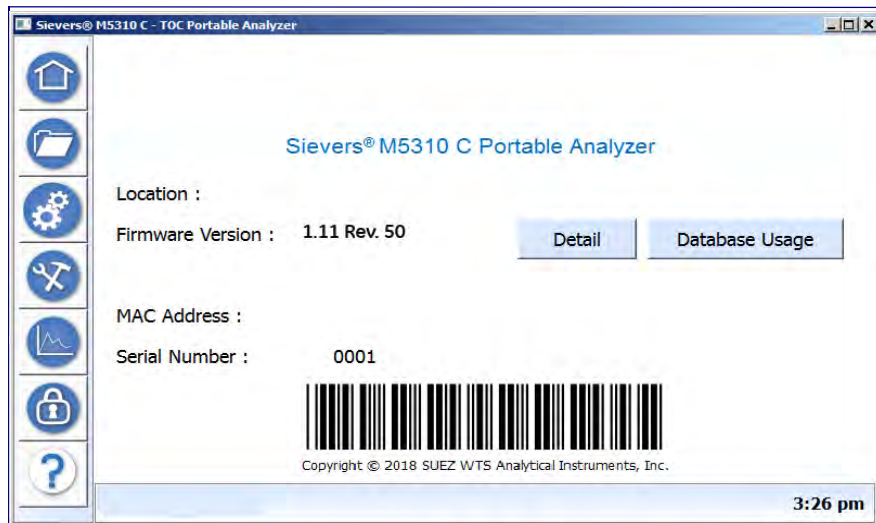 Sievers® M5310 C - TOC Portable Analyzer
Sievers® M5310 C Portable Analyzer
Location :
Firmware Version : 1.11 Rev. 50
Detail
Database Usage
MAC Address :
Serial Number : 0001
Copyright © 2018 SUEZ WTS Analytical Instruments, Inc.
?
3:26 pm